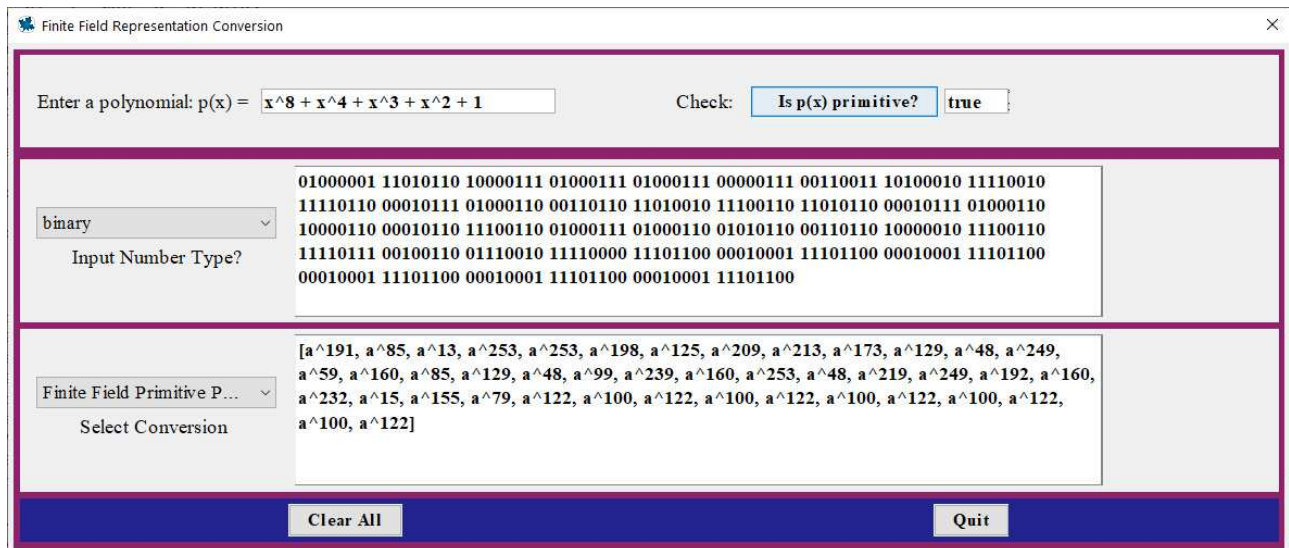 Finite Field Representation Conversion
Enter a polynomial: p(x) = x^8 + x^4 + x^3 + x^2 + 1 Check: Is p(x) primitive? true
01000001 11010110 10000111 01000111 01000111 00000111 00110011 10100010 11110010
11110110 00010111 01000110 00110110 11010010 11100110 11010110 00010111 01000110
10000110 00010110 11100110 01000111 01000110 01010110 00110110 10000010 11100110
11110111 00100110 01110010 11110000 11101100 00010001 11101100 00010001 11101100
00010001 11101100 00010001 11101100 00010001 11101100
binary
Input Number Type?
[a^191, a^85, a^13, a^253, a^253, a^198, a^125, a^209, a^213, a^173, a^129, a^48, a^249,
a^59, a^160, a^85, a^129, a^48, a^99, a^239, a^160, a^253, a^48, a^219, a^249, a^192, a^160,
a^232, a^15, a^155, a^79, a^122, a^100, a^122, a^100, a^122, a^100, a^122, a^100, a^122,
a^100, a^122]
Finite Field Primitive P...
Select Conversion
Clear All Quit